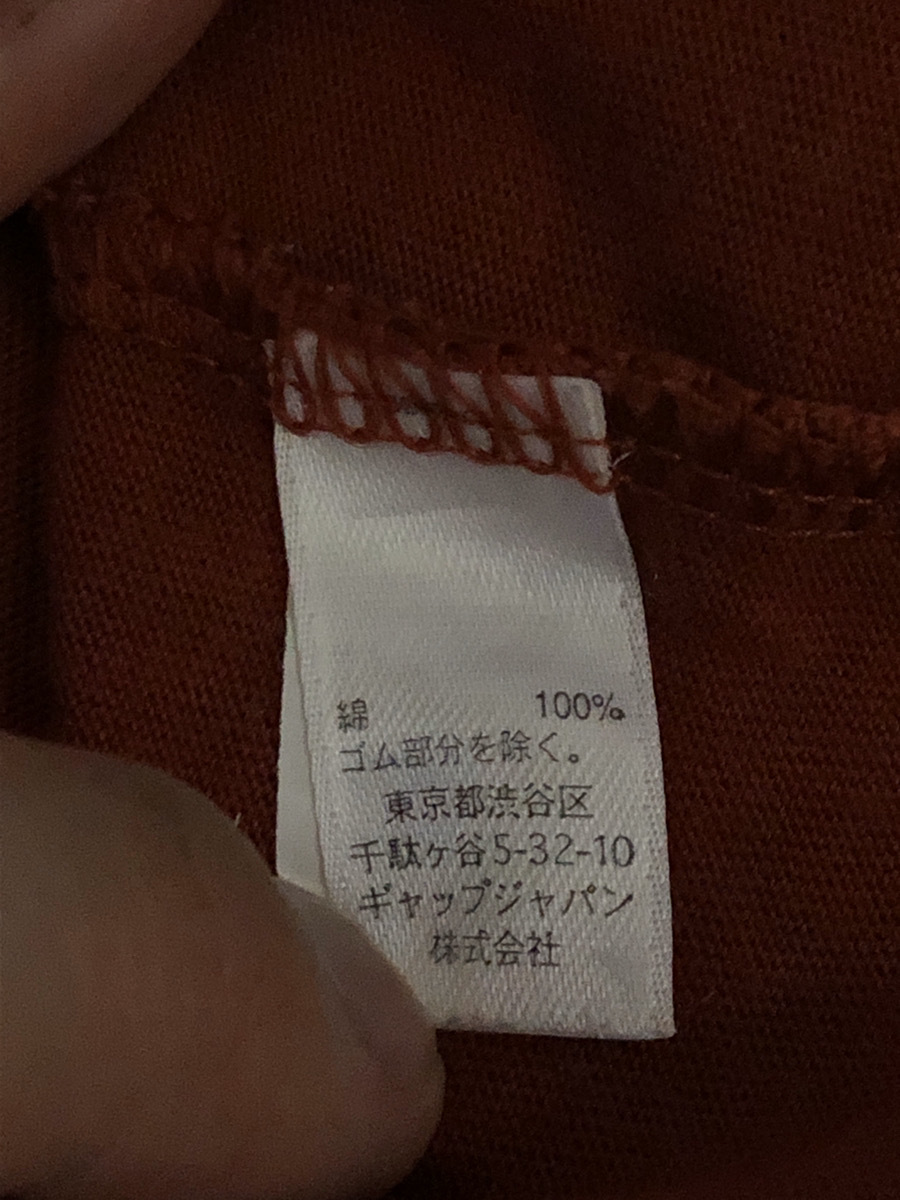 綿 100%
ゴム部分を除く。
東京都渋谷区
千駄ヶ谷5-32-10
ギャップジャパン
株式会社